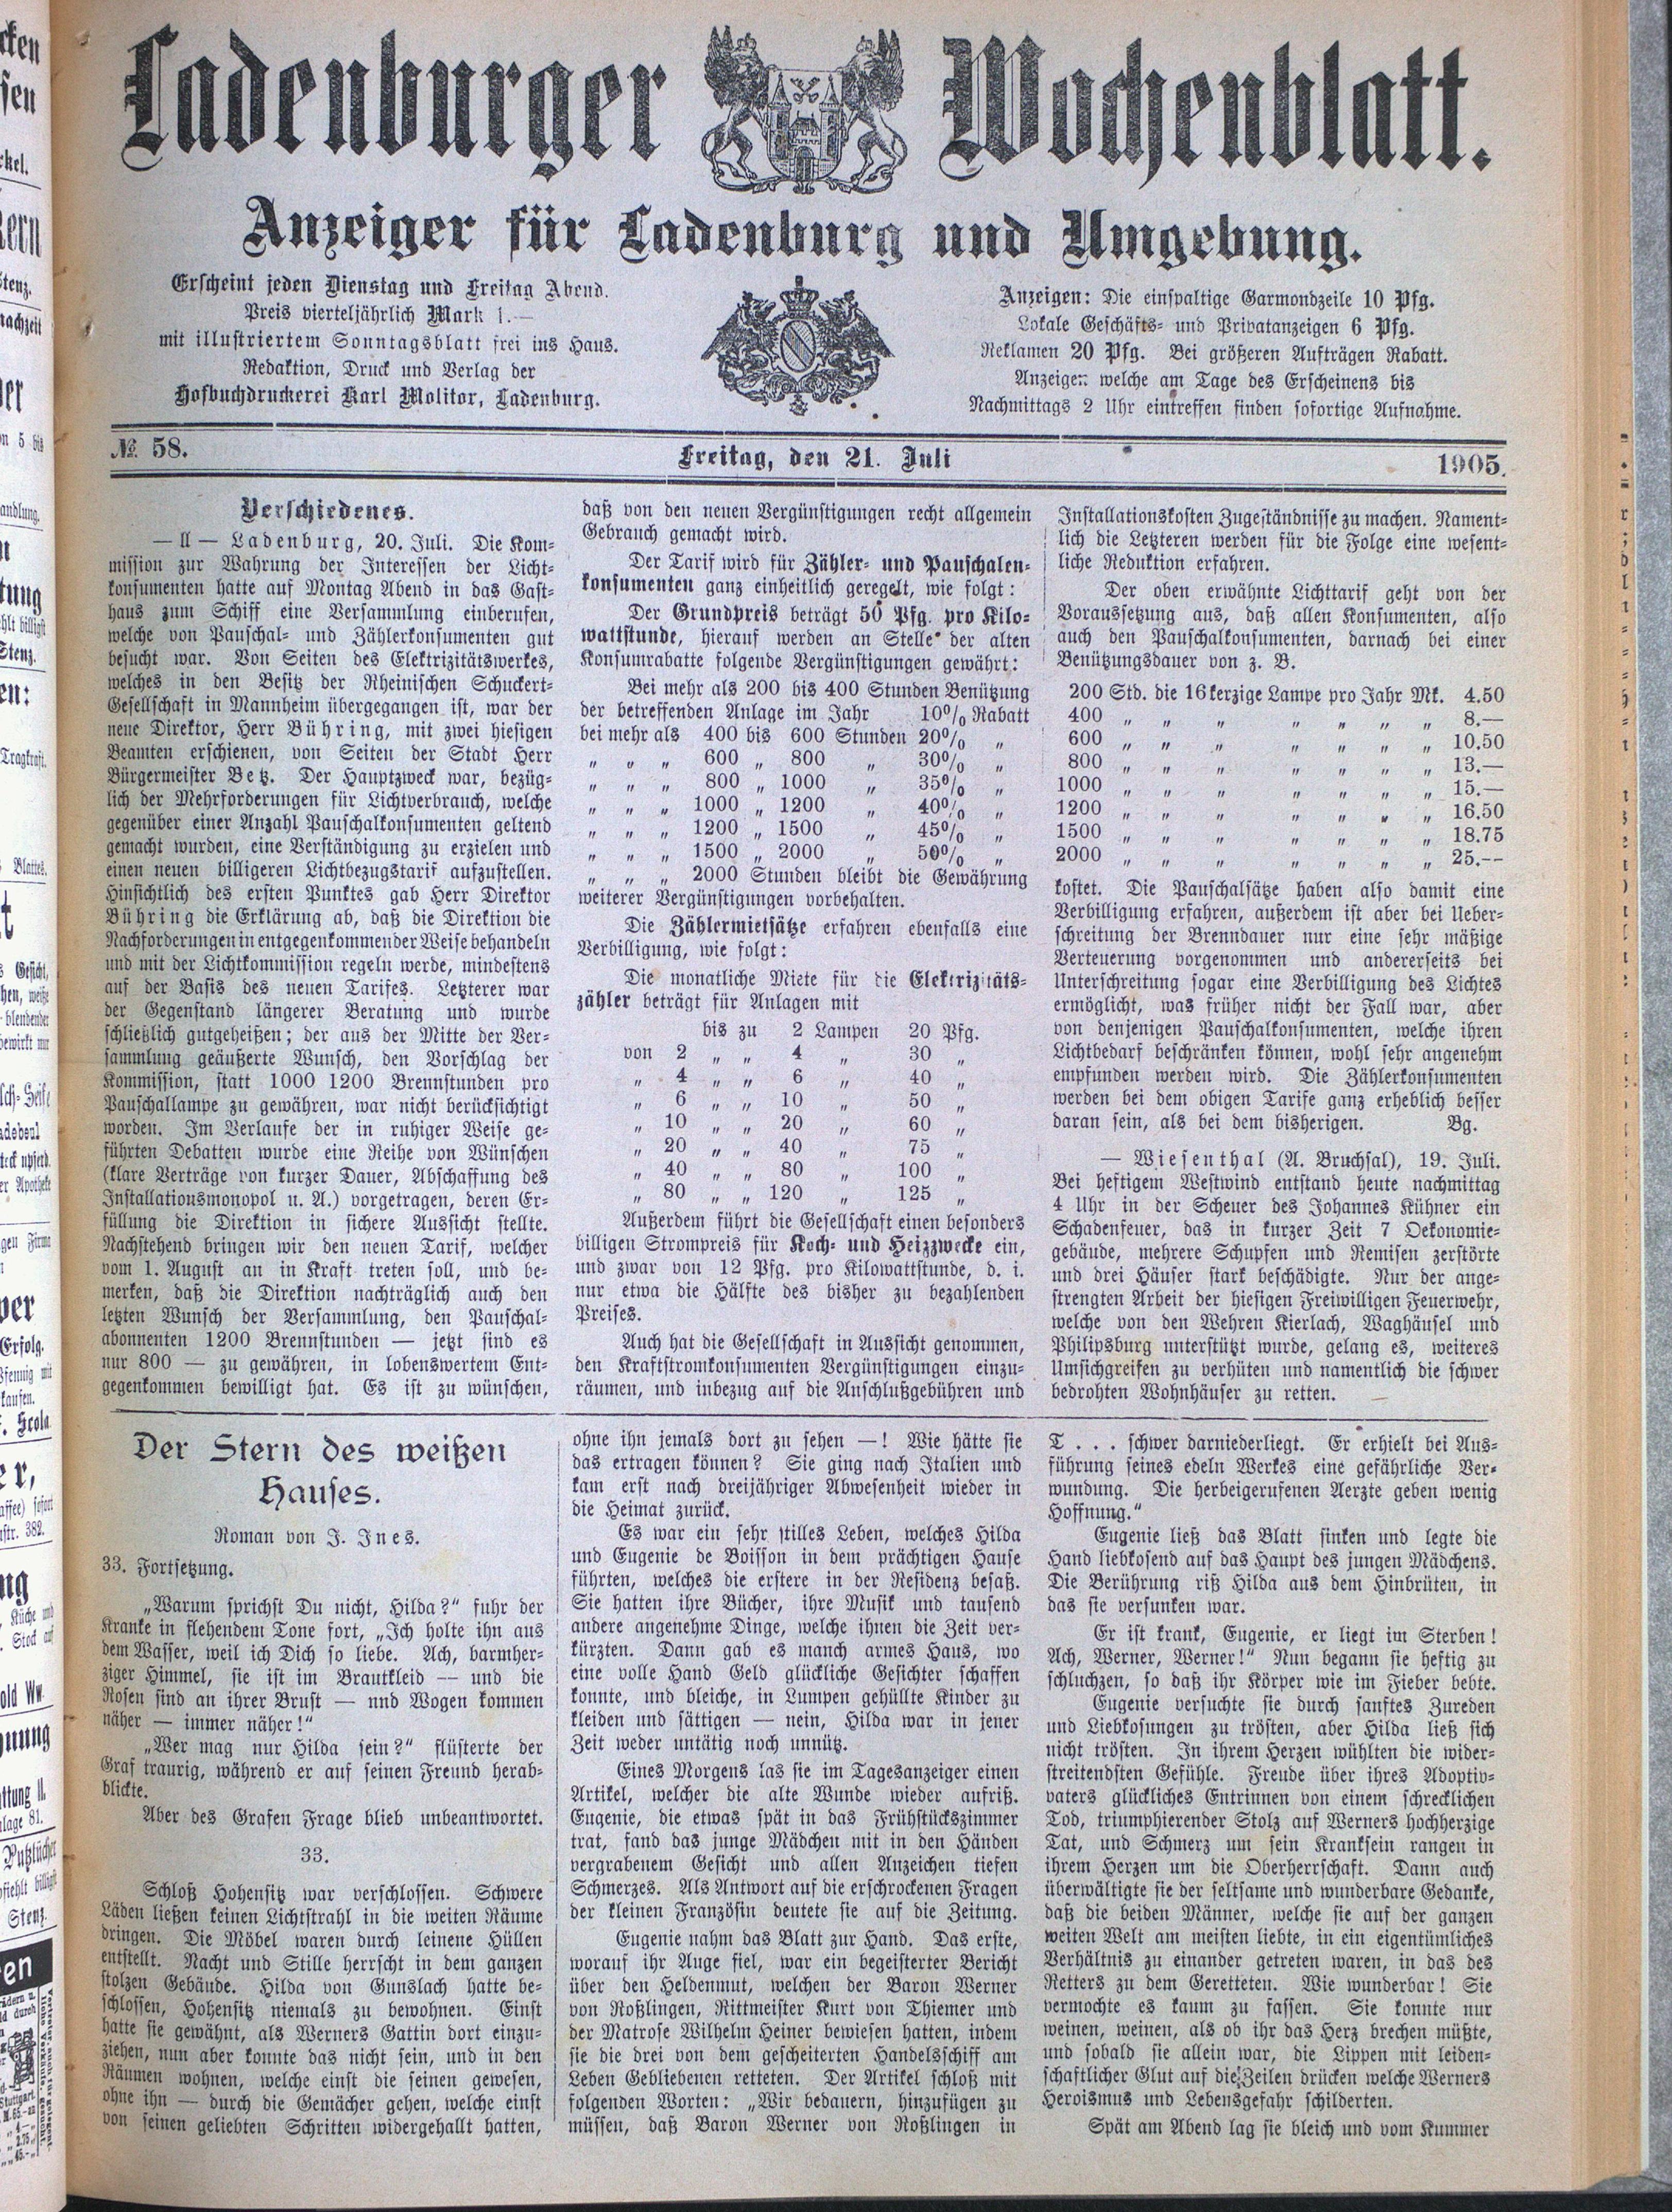 Ladenburger Wochenblatt.
Anzeiger für Ladenburg und Umgebung.
Erscheint jeden Dienstag und Freitag Abend.
Preis vierteljährlich Mark 1.—
mit illustriertem Sonntagsblatt frei ins Haus.
Redaktion, Druck und Verlag der
Hofbuchdruckerei Karl Molitor, Ladenburg.
Anzeigen: Die einspaltige Garmondzeile 10 Pfg.
Lokale Geschäfts- und Privatanzeigen 6 Pfg.
Reklamen 20 Pfg. Bei größeren Aufträgen Rabatt.
Anzeigen welche am Tage des Erscheinens bis
Nachmittags 2 Uhr eintreffen finden sofortige Aufnahme.
№ 58.
Freitag, den 21. Juli
1905.
Verschiedenes.
— ll — Ladenburg, 20. Juli. Die Kom-
mission zur Wahrung der Interessen der Licht-
konsumenten hatte auf Montag Abend in das Gast-
haus zum Schiff eine Versammlung einberufen,
welche von Pauschal- und Zählerkonsumenten gut
besucht war. Von Seiten des Elektrizitätswerkes,
welches in den Besitz der Rheinischen Schuckert-
Gesellschaft in Mannheim übergegangen ist, war der
neue Direktor, Herr Bühring, mit zwei hiesigen
Beamten erschienen, von Seiten der Stadt Herr
Bürgermeister Betz. Der Hauptzweck war, bezüg-
lich der Mehrforderungen für Lichtverbrauch, welche
gegenüber einer Anzahl Pauschalkonsumenten geltend
gemacht wurden, eine Verständigung zu erzielen und
einen neuen billigeren Lichtbezugstarif aufzustellen.
Hinsichtlich des ersten Punktes gab Herr Direktor
Bühring die Erklärung ab, daß die Direktion die
Nachforderungen in entgegenkommender Weise behandeln
und mit der Lichtkommission regeln werde, mindestens
auf der Basis des neuen Tarifes. Letzterer war
der Gegenstand längerer Beratung und wurde
schließlich gutgeheißen; der aus der Mitte der Ver-
sammlung geäußerte Wunsch, den Vorschlag der
Kommission, statt 1000 1200 Brennstunden pro
Pauschallampe zu gewähren, war nicht berücksichtigt
worden. Im Verlaufe der in ruhiger Weise ge-
führten Debatten wurde eine Reihe von Wünschen
(klare Verträge von kurzer Dauer, Abschaffung des
Installationsmonopol u. A.) vorgetragen, deren Er-
füllung die Direktion in sichere Aussicht stellte.
Nachstehend bringen wir den neuen Tarif, welcher
vom 1. August an in Kraft treten soll, und be-
merken, daß die Direktion nachträglich auch den
letzten Wunsch der Versammlung, den Pauschal-
abonnenten 1200 Brennstunden — jetzt sind es
nur 800 — zu gewähren, in lobenswertem Ent-
gegenkommen bewilligt hat. Es ist zu wünschen,
daß von den neuen Vergünstigungen recht allgemein
Gebrauch gemacht wird.
Der Tarif wird für Zähler- und Pauschalen-
konsumenten ganz einheitlich geregelt, wie folgt:
Der Grundpreis beträgt 50 Pfg. pro Kilo-
wattstunde, hierauf werden an Stelle der alten
Konsumrabatte folgende Vergünstigungen gewährt:
Bei mehr als 200 bis 400 Stunden Benützung
der betreffenden Anlage im Jahr 10% Rabatt
bei mehr als 400 bis 600 Stunden 20% „
„ „ „ 600 „ 800 „ 30% „
„ „ „ 800 „ 1000 „ 35% „
„ „ „ 1000 „ 1200 „ 40% „
„ „ „ 1200 „ 1500 „ 45% „
„ „ „ 1500 „ 2000 „ 50% „
„ „ „ 2000 Stunden bleibt die Gewährung
weiterer Vergünstigungen vorbehalten.
Die Zählermietsätze erfahren ebenfalls eine
Verbilligung, wie folgt:
Die monatliche Miete für die Elektrizitäts-
zähler beträgt für Anlagen mit
bis zu 2 Lampen 20 Pfg.
von 2 „ „ 4 „ 30 „
„ 4 „ „ 6 „ 40 „
„ 6 „ „ 10 „ 50 „
„ 10 „ „ 20 „ 60 „
„ 20 „ „ 40 „ 75 „
„ 40 „ „ 80 „ 100 „
„ 80 „ „ 120 „ 125 „
Außerdem führt die Gesellschaft einen besonders
billigen Strompreis für Koch- und Heizzwecke ein,
und zwar von 12 Pfg. pro Kilowattstunde, d. i.
nur etwa die Hälfte des bisher zu bezahlenden
Preises.
Auch hat die Gesellschaft in Aussicht genommen,
den Kraftstromkonsumenten Vergünstigungen einzu-
räumen, und inbezug auf die Anschlußgebühren und
Installationskosten Zugeständnisse zu machen. Nament-
lich die Letzteren werden für die Folge eine wesent-
liche Reduktion erfahren.
Der oben erwähnte Lichttarif geht von der
Voraussetzung aus, daß allen Konsumenten, also
auch den Pauschalkonsumenten, darnach bei einer
Benützungsdauer von z. B.
200 Std. die 16kerzige Lampe pro Jahr Mk. 4.50
400 „ „ „ „ „ „ „ 8.—
600 „ „ „ „ „ „ „ 10.50
800 „ „ „ „ „ „ „ 13.—
1000 „ „ „ „ „ „ „ 15.—
1200 „ „ „ „ „ „ „ 16.50
1500 „ „ „ „ „ „ „ 18.75
2000 „ „ „ „ „ „ „ 25.--
kostet. Die Pauschalsätze haben also damit eine
Verbilligung erfahren, außerdem ist aber bei Ueber-
schreitung der Brenndauer nur eine sehr mäßige
Verteuerung vorgenommen und andererseits bei
Unterschreitung sogar eine Verbilligung des Lichtes
ermöglicht, was früher nicht der Fall war, aber
von denjenigen Pauschalkonsumenten, welche ihren
Lichtbedarf beschränken können, wohl sehr angenehm
empfunden werden wird. Die Zählerkonsumenten
werden bei dem obigen Tarife ganz erheblich besser
daran sein, als bei dem bisherigen. Bg.
— Wiesenthal (A. Bruchsal), 19. Juli.
Bei heftigem Westwind entstand heute nachmittag
4 Uhr in der Scheuer des Johannes Kühner ein
Schadenfeuer, das in kurzer Zeit 7 Oekonomie-
gebäude, mehrere Schupfen und Remisen zerstörte
und drei Häuser stark beschädigte. Nur der ange-
strengten Arbeit der hiesigen Freiwilligen Feuerwehr,
welche von den Wehren Kierlach, Waghäusel und
Philipsburg unterstützt wurde, gelang es, weiteres
Umsichgreifen zu verhüten und namentlich die schwer
bedrohten Wohnhäuser zu retten.
Der Stern des weißen
Hauses.
Roman von J. Ines.
33. Fortsetzung.
„Warum sprichst Du nicht, Hilda?“ fuhr der
Kranke in flehendem Tone fort, „Ich holte ihn aus
dem Wasser, weil ich Dich so liebe. Ach, barmher-
ziger Himmel, sie ist im Brautkleid — und die
Rosen sind an ihrer Brust — nnd Wogen kommen
näher — immer näher!“
„Wer mag nur Hilda sein?“ flüsterte der
Graf traurig, während er auf seinen Freund herab-
blickte.
Aber des Grafen Frage blieb unbeantwortet.
33.
Schloß Hohensitz war verschlossen. Schwere
Läden ließen keinen Lichtstrahl in die weiten Räume
dringen. Die Möbel waren durch leinene Hüllen
entstellt. Nacht und Stille herrscht in dem ganzen
stolzen Gebäude. Hilda von Gunslach hatte be-
schlossen, Hohensitz niemals zu bewohnen. Einst
hatte sie gewähnt, als Werners Gattin dort einzu-
ziehen, nun aber konnte das nicht sein, und in den
Räumen wohnen, welche einst die seinen gewesen,
ohne ihn — durch die Gemächer gehen, welche einst
von seinen geliebten Schritten widergehallt hatten,
ohne ihn jemals dort zu sehen —! Wie hätte sie
das ertragen können? Sie ging nach Italien und
kam erst nach dreijähriger Abwesenheit wieder in
die Heimat zurück.
Es war ein sehr stilles Leben, welches Hilda
und Eugenie de Boisson in dem prächtigen Hause
führten, welches die erstere in der Residenz besaß.
Sie hatten ihre Bücher, ihre Musik und tausend
andere angenehme Dinge, welche ihnen die Zeit ver-
kürzten. Dann gab es manch armes Haus, wo
eine volle Hand Geld glückliche Gesichter schaffen
konnte, und bleiche, in Lumpen gehüllte Kinder zu
kleiden und sättigen — nein, Hilda war in jener
Zeit weder untätig noch unnütz.
Eines Morgens las sie im Tagesanzeiger einen
Artikel, welcher die alte Wunde wieder aufriß.
Eugenie, die etwas spät in das Frühstückszimmer
trat, fand das junge Mädchen mit in den Händen
vergrabenem Gesicht und allen Anzeichen tiefen
Schmerzes. Als Antwort auf die erschrockenen Fragen
der kleinen Französin deutete sie auf die Zeitung.
Eugenie nahm das Blatt zur Hand. Das erste,
worauf ihr Auge fiel, war ein begeisterter Bericht
über den Heldenmut, welchen der Baron Werner
von Roßlingen, Rittmeister Kurt von Thiemer und
der Matrose Wilhelm Heiner bewiesen hatten, indem
sie die drei von dem gescheiterten Handelsschiff am
Leben Gebliebenen retteten. Der Artikel schloß mit
folgenden Worten: „Wir bedauern, hinzufügen zu
müssen, daß Baron Werner von Roßlingen in
T . . . schwer darniederliegt. Er erhielt bei Aus-
führung seines edeln Werkes eine gefährliche Ver-
wundung. Die herbeigerufenen Aerzte geben wenig
Hoffnung.“
Eugenie ließ das Blatt sinken und legte die
Hand liebkosend auf das Haupt des jungen Mädchens.
Die Berührung riß Hilda aus dem Hinbrüten, in
das sie versunken war.
Er ist krank, Eugenie, er liegt im Sterben!
Ach, Werner, Werner!“ Nun begann sie heftig zu
schluchzen, so daß ihr Körper wie im Fieber bebte.
Eugenie versuchte sie durch sanftes Zureden
und Liebkosungen zu trösten, aber Hilda ließ sich
nicht trösten. In ihrem Herzen wühlten die wider-
streitendsten Gefühle. Freude über ihres Adoptiv-
vaters glückliches Entrinnen von einem schrecklichen
Tod, triumphierender Stolz auf Werners hochherzige
Tat, und Schmerz um sein Kranksein rangen in
ihrem Herzen um die Oberherrschaft. Dann auch
überwältigte sie der seltsame und wunderbare Gedanke,
daß die beiden Männer, welche sie auf der ganzen
weiten Welt am meisten liebte, in ein eigentümliches
Verhältnis zu einander getreten waren, in das des
Retters zu dem Geretteten. Wie wunderbar! Sie
vermochte es kaum zu fassen. Sie konnte nur
weinen, weinen, als ob ihr das Herz brechen müßte,
und sobald sie allein war, die Lippen mit leiden-
schaftlicher Glut auf die Zeilen drücken welche Werners
Heroismus und Lebensgefahr schilderten.
Spät am Abend lag sie bleich und vom Kummer